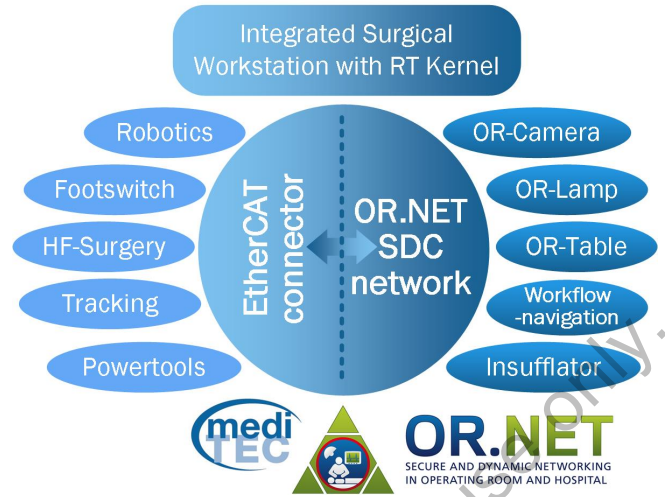 Integrated Surgical
Workstation with RT Kernel
Robotics
Footswitch
HF-Surgery
Tracking
Powertools
EtherCAT
connector
OR.NET
SDC
network
OR-Camera
OR-Lamp
OR-Table
Workflow
-navigation
Insufflator
medi
TEC
OR.NET
SECURE AND DYNAMIC NETWORKING
IN OPERATING ROOM AND HOSPITAL
use only.